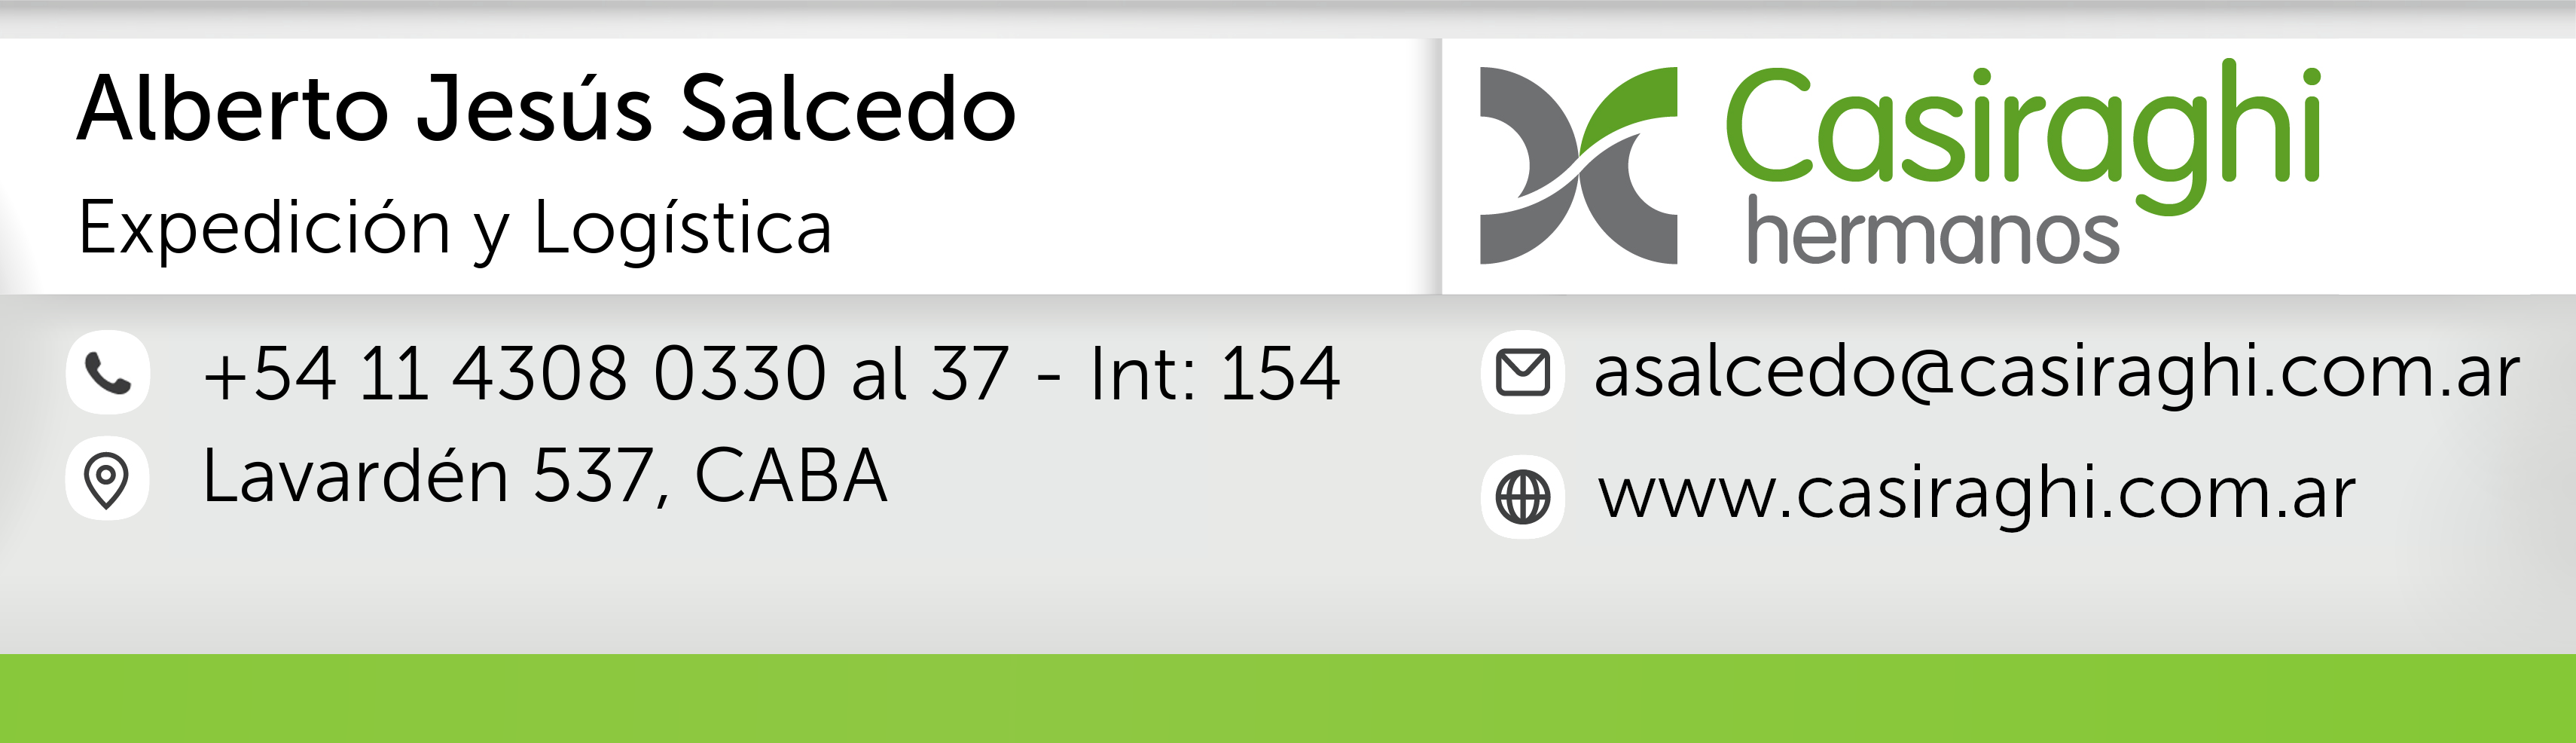 Alberto Jesús Salcedo
Expedición y Logística
Casiraghi
hermanos
+54 11 4308 0330 al 37 - Int: 154
Lavardén 537, CABA
asalcedo@casiraghi.com.ar
www.casiraghi.com.ar